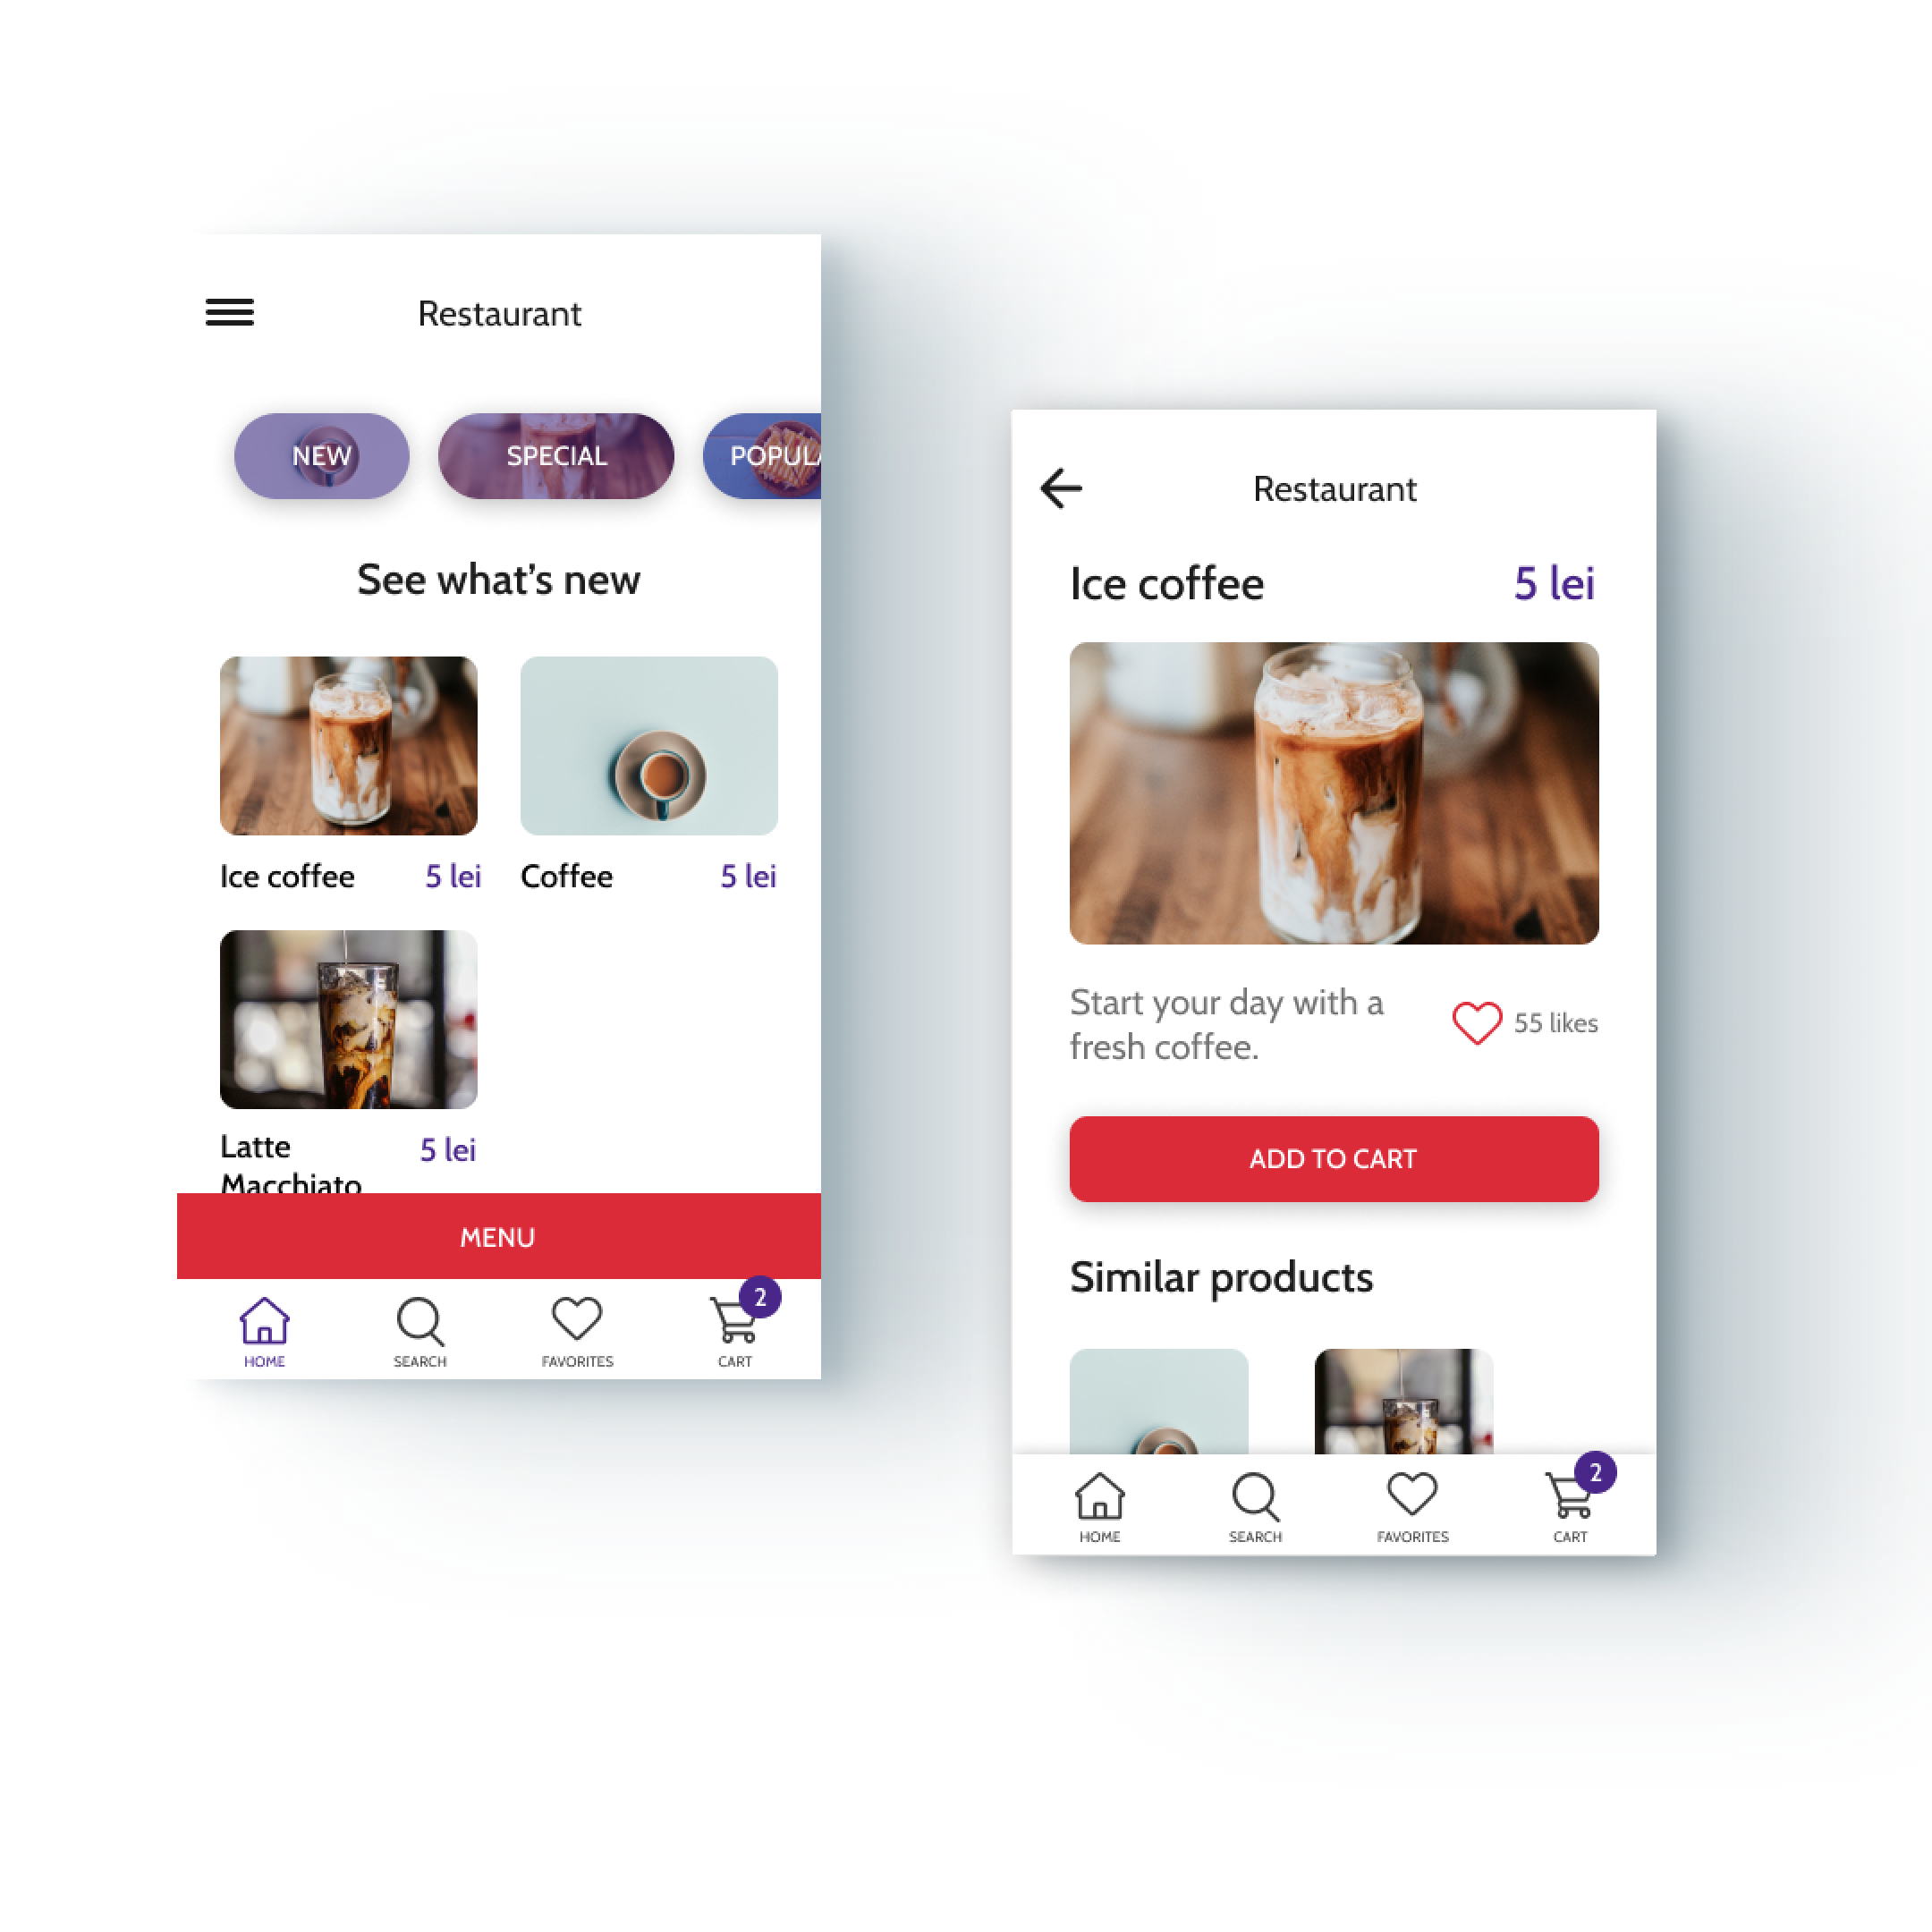 Restaurant
NEW
SPECIAL
POPULA
See what's new
Ice coffee
5 lei
Coffee
5 lei
Latte
Macchiato
5 lei
MENU
2
HOME
SEARCH
FAVORITES
CART
Restaurant
Ice coffee
5 lei
Start your day with a
fresh coffee.
55 likes
ADD TO CART
Similar products
2
HOME
SEARCH
FAVORITES
CART